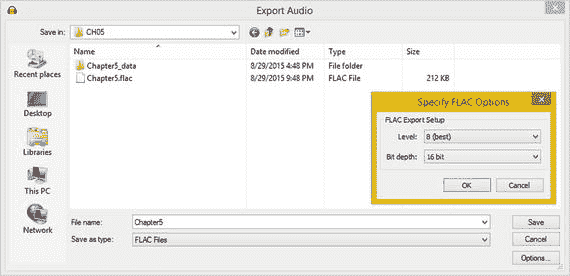 Export Audio
Save in: CH05
Name Date modified Type Size
Chapter5_data 8/29/2015 4:48 PM File folder
Chapter5.flac 8/29/2015 9:48 PM FLAC File 212 KB
Recent places
Desktop
Libraries
This PC
Network
Specify FLAC Options
FLAC Export Setup
Level: 8 (best)
Bit depth: 16 bit
OK Cancel
File name: Chapter5 Save
Save as type: FLAC Files Cancel
Options...